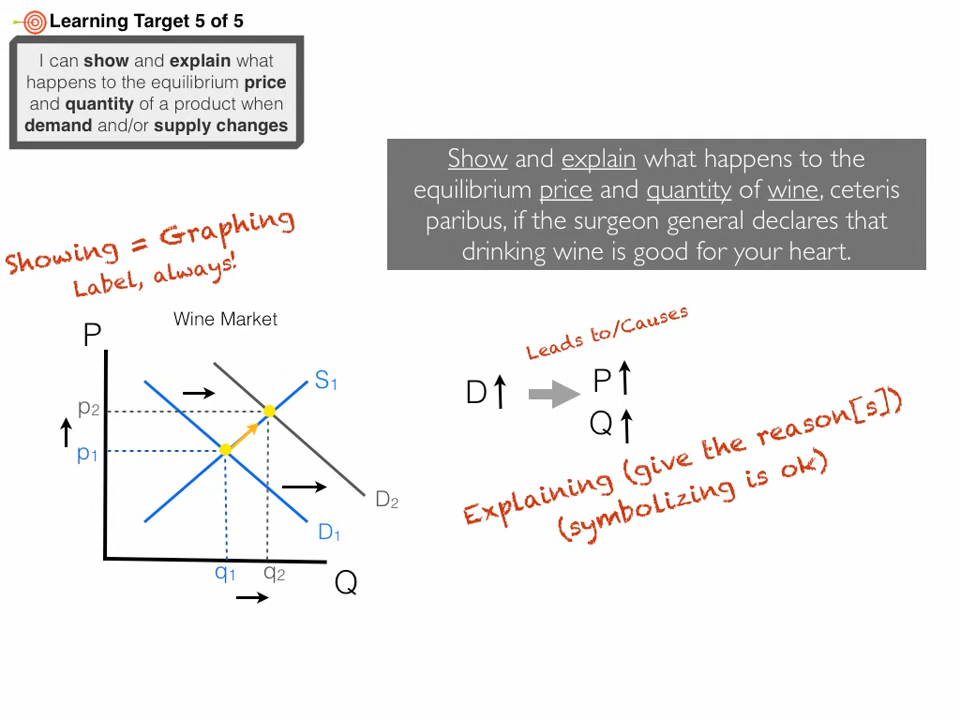 Learning Target 5 of 5
I can show and explain what
happens to the equilibrium price
and quantity of a product when
demand and/or supply changes
Show and explain what happens to the
equilibrium price and quantity of wine, ceteris
paribus, if the surgeon general declares that
drinking wine is good for your heart.
Showing = Graphing
Label, always!
Wine Market
P
S1
p2
p1
D2
D1
q1 q2
Q
Leads to/Causes
D P
Q
Explaining (give the reason[s])
(symbolizing is ok)